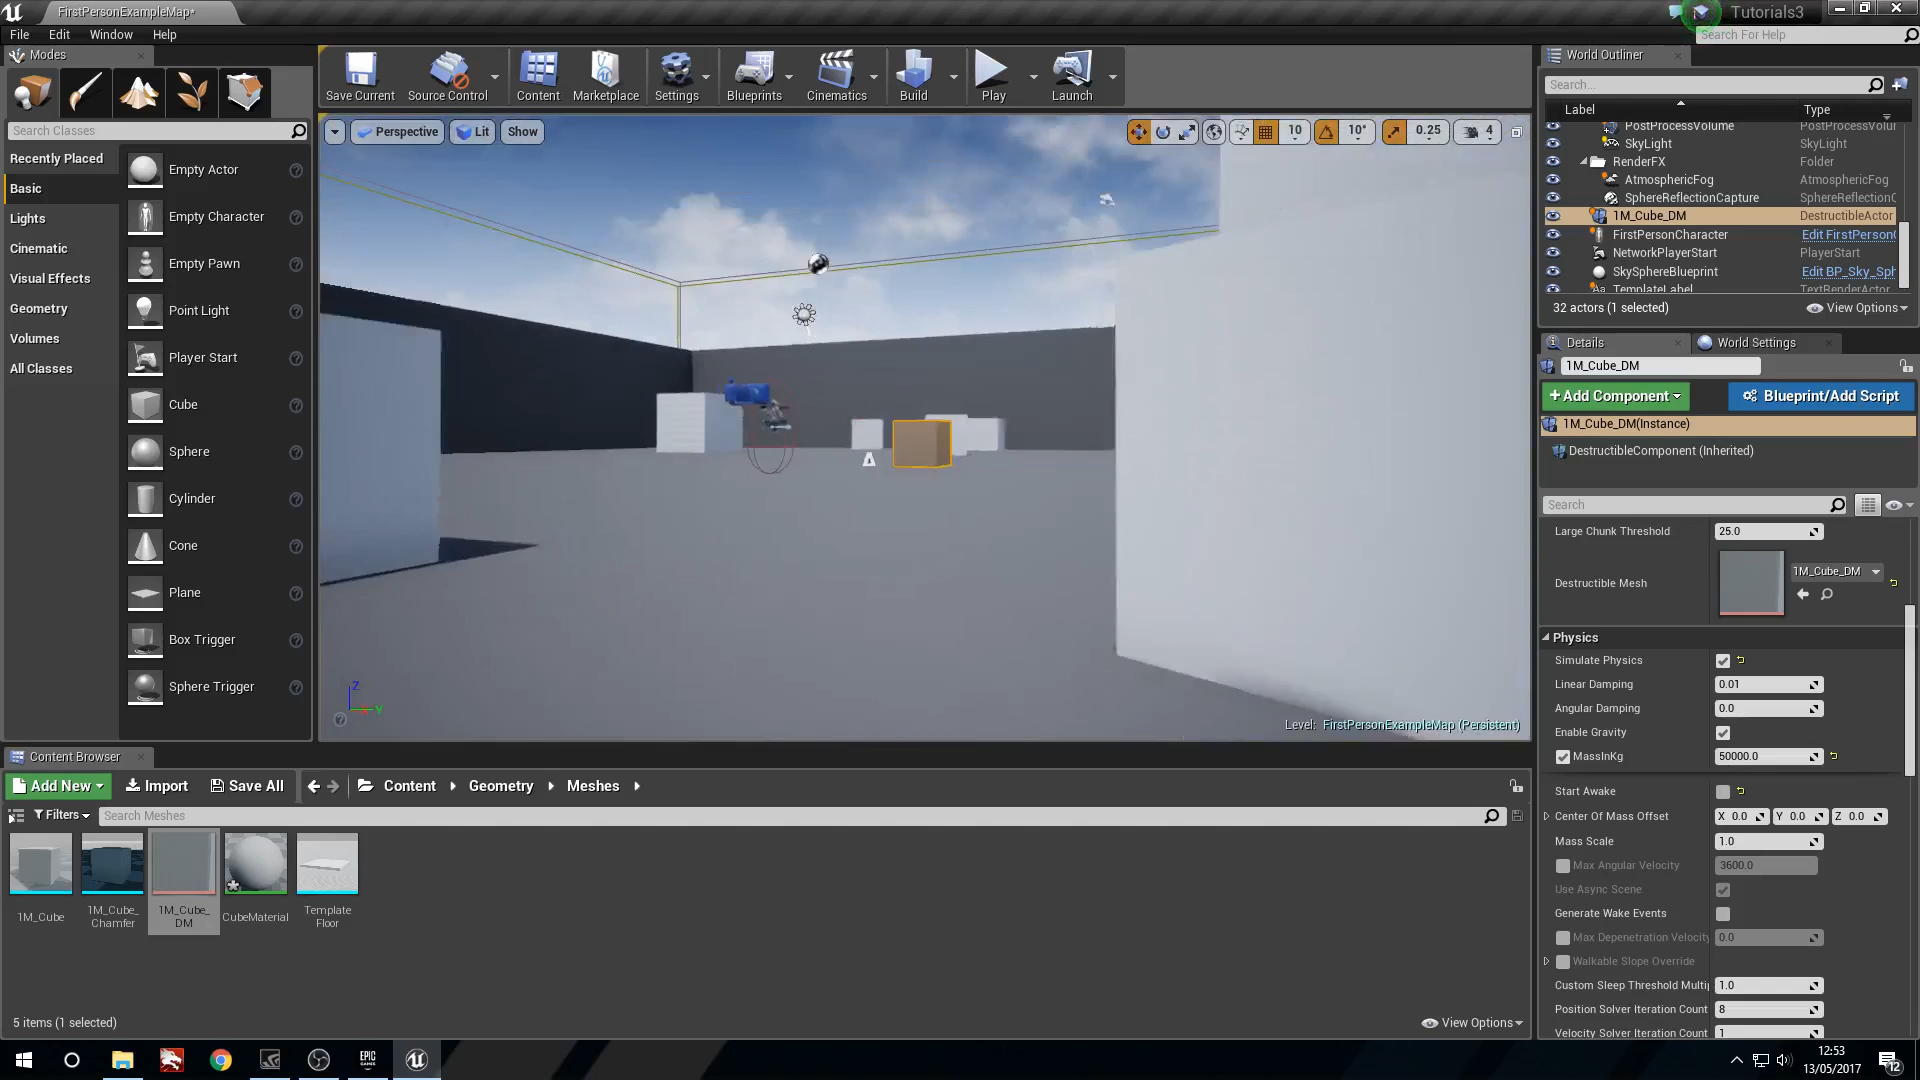 FirstPersonExampleMap*
Tutorials3
File Edit Window Help
Search For Help
Modes
Search Classes
Recently Placed
Basic
Lights
Cinematic
Visual Effects
Geometry
Volumes
All Classes
Empty Actor
Empty Character
Empty Pawn
Point Light
Player Start
Cube
Sphere
Cylinder
Cone
Plane
Box Trigger
Sphere Trigger
Save Current Source Control Content Marketplace Settings Blueprints Cinematics Build Play Launch
Perspective Lit Show
10 10° 0.25 4
Z
Y
Level: FirstPersonExampleMap (Persistent)
World Outliner
Search...
Label Type
PostProcessVolume PostProcessVolu
SkyLight SkyLight
RenderFX Folder
AtmosphericFog AtmosphericFog
SphereReflectionCapture SphereReflectionC
1M_Cube_DM DestructibleActor
FirstPersonCharacter Edit FirstPersonC
NetworkPlayerStart PlayerStart
SkySphereBlueprint Edit BP_Sky_Sph
TemplateLabel TextRenderActor
32 actors (1 selected) View Options
Details World Settings
1M_Cube_DM
+Add Component Blueprint/Add Script
1M_Cube_DM(Instance)
DestructibleComponent (Inherited)
Search
Large Chunk Threshold 25.0
Destructible Mesh 1M_Cube_DM
Physics
Simulate Physics
Linear Damping 0.01
Angular Damping 0.0
Enable Gravity
MassInKg 50000.0
Start Awake
Center Of Mass Offset X 0.0 Y 0.0 Z 0.0
Mass Scale 1.0
Max Angular Velocity 3600.0
Use Async Scene
Generate Wake Events
Max Depenetration Velocity 0.0
Walkable Slope Override
Custom Sleep Threshold Multip 1.0
Position Solver Iteration Count 8
Velocity Solver Iteration Count 1
Content Browser
Add New Import Save All Content Geometry Meshes
Filters Search Meshes
1M_Cube
1M_Cube_
Chamfer
1M_Cube_
DM
CubeMaterial
Template
Floor
5 items (1 selected) View Options
EPIC
GAMES
12:53
13/05/2017
12